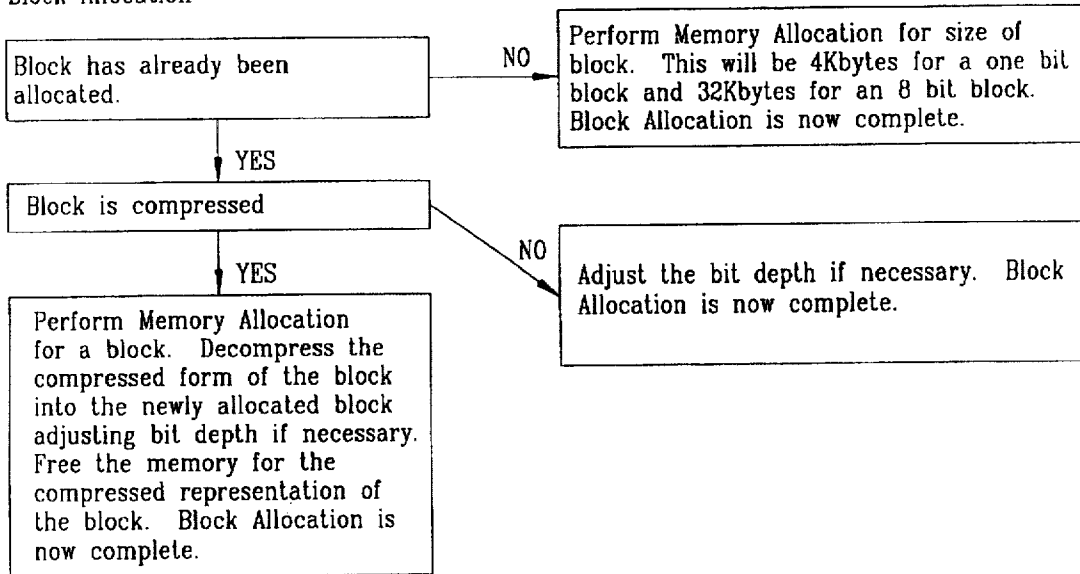 Block has already been
allocated.
NO
Perform Memory Allocation for size of
block. This will be 4Kbytes for a one bit
block and 32Kbytes for an 8 bit block.
Block Allocation is now complete.
YES
Block is compressed
NO
Adjust the bit depth if necessary. Block
Allocation is now complete.
YES
Perform Memory Allocation
for a block. Decompress the
compressed form of the block
into the newly allocated block
adjusting bit depth if necessary.
Free the memory for the
compressed representation of
the block. Block Allocation is
now complete.